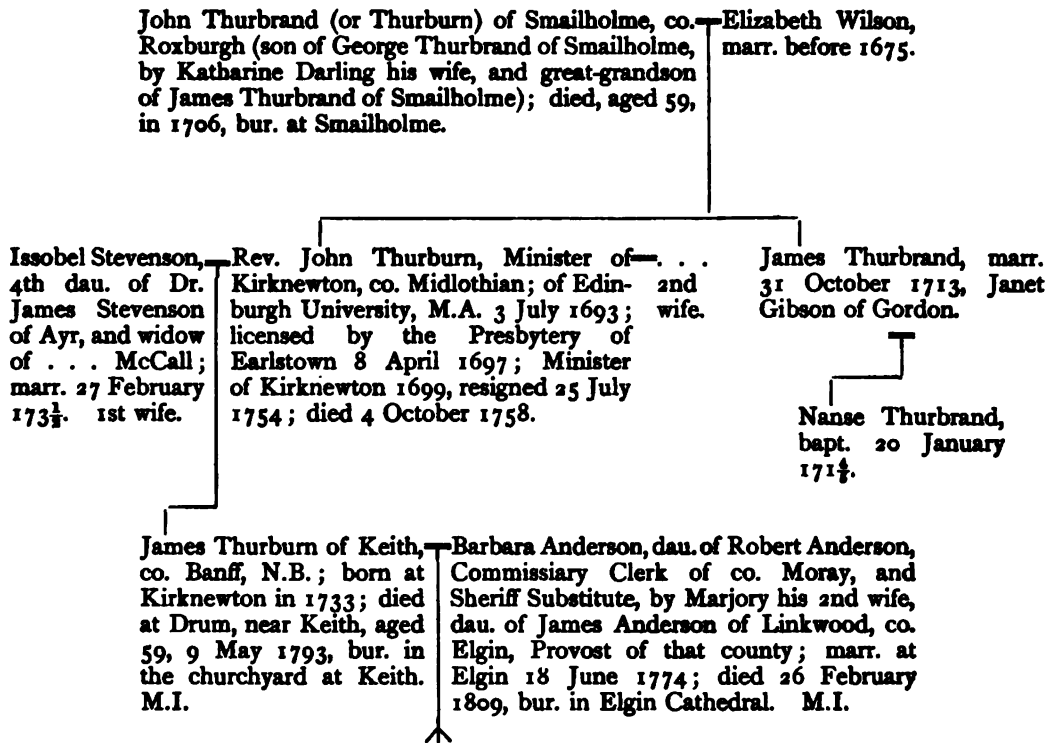 John Thurbrand (or Thurburn) of Smailholme, co.
Roxburgh (son of George Thurbrand of Smailholme,
by Katharine Darling his wife, and great-grandson
of James Thurbrand of Smailholme); died, aged 59,
in 1706, bur. at Smailholme.
Elizabeth Wilson,
marr. before 1675.
Issobel Stevenson,
4th dau. of Dr.
James Stevenson
of Ayr, and widow
of . . . McCall;
marr. 27 February
173½. 1st wife.
Rev. John Thurburn, Minister of
Kirknewton, co. Midlothian; of Edin-
burgh University, M.A. 3 July 1693;
licensed by the Presbytery of
Earlstown 8 April 1697; Minister
of Kirknewton 1699, resigned 25 July
1754; died 4 October 1758.
. . .
2nd
wife.
James Thurbrand, marr.
31 October 1713, Janet
Gibson of Gordon.
Nanse Thurbrand,
bapt. 20 January
171⅘.
James Thurburn of Keith,
co. Banff, N.B.; born at
Kirknewton in 1733; died
at Drum, near Keith, aged
59, 9 May 1793, bur. in
the churchyard at Keith.
M.I.
Barbara Anderson, dau. of Robert Anderson,
Commissiary Clerk of co. Moray, and
Sheriff Substitute, by Marjory his 2nd wife,
dau. of James Anderson of Linkwood, co.
Elgin, Provost of that county; marr. at
Elgin 18 June 1774; died 26 February
1809, bur. in Elgin Cathedral. M.I.